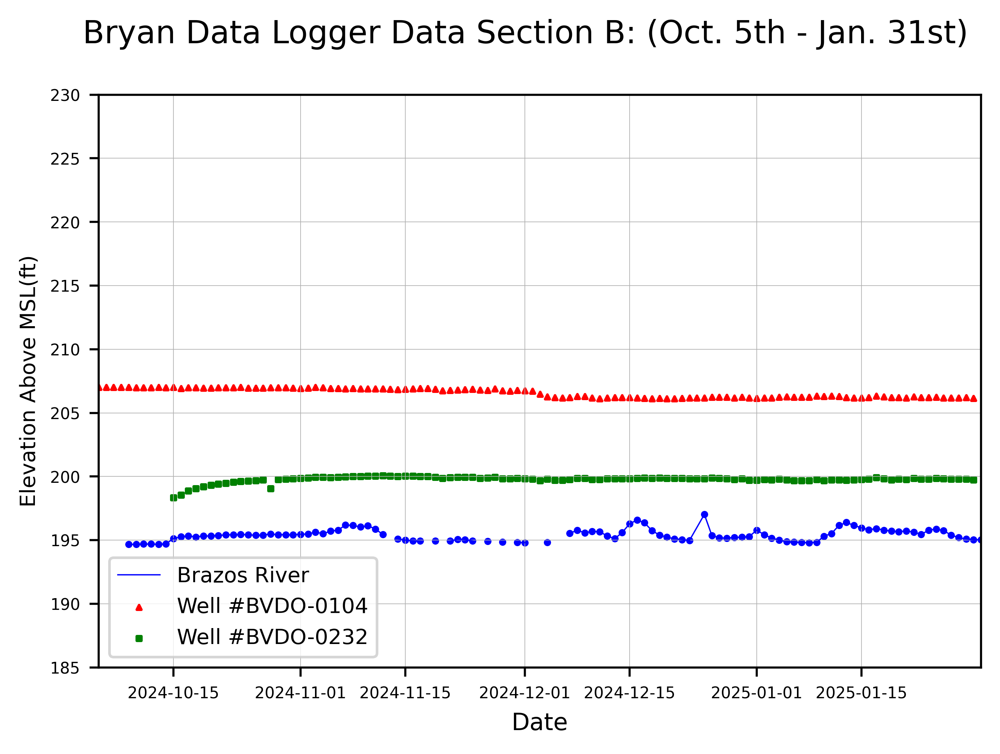 Bryan Data Logger Data Section B: (Oct. 5th - Jan. 31st)
230
225
220
215
210
205
200
195
190
185
Elevation Above MSL(ft)
Brazos River
Well #BVDO-0104
Well #BVDO-0232
2024-10-15 2024-11-01 2024-11-15 2024-12-01 2024-12-15 2025-01-01 2025-01-15
Date